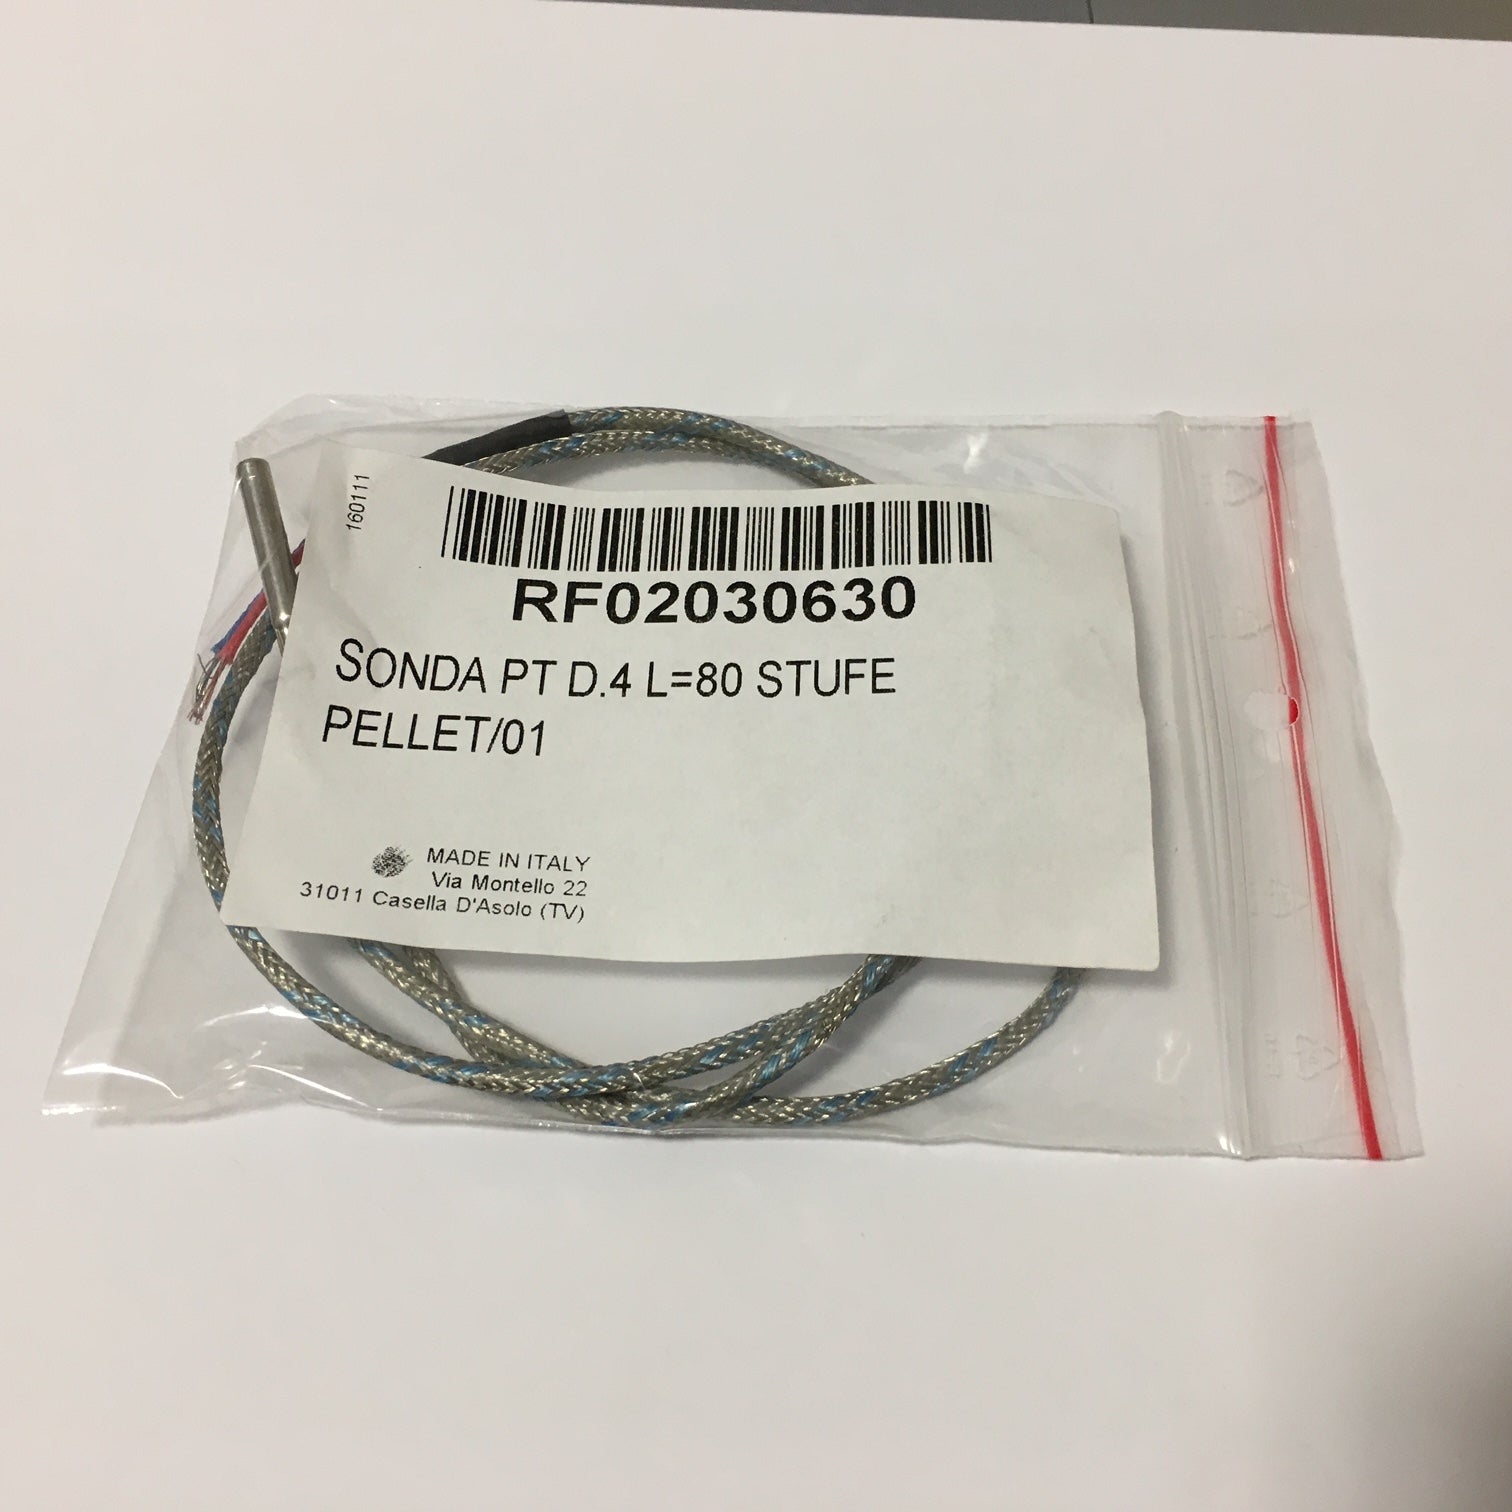 160111
RF02030630
SONDA PT D.4 L=80 STUFE
PELLET/01
MADE IN ITALY
Via Montello 22
31011 Casella D'Asolo (TV)